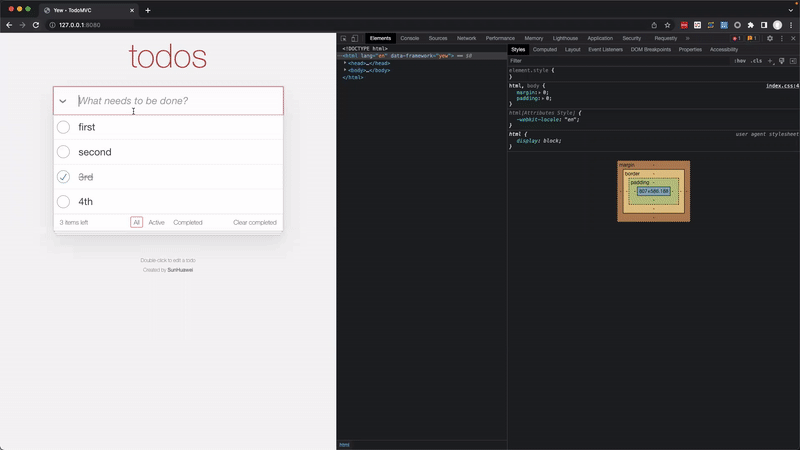 Yew • TodoMVC
127.0.0.1:8080
todos
What needs to be done?
first
second
3rd
4th
3 items left
All
Active
Completed
Clear completed
Double-click to edit a todo
Created by SunHuawei
Elements
Console
Sources
Network
Performance
Memory
Lighthouse
Application
Security
Requestly
»
1
1
<!DOCTYPE html>
<html lang="en" data-framework="yew"> == $0
<head>…</head>
<body>…</body>
</html>
html
Styles
Computed
Layout
Event Listeners
DOM Breakpoints
Properties
Accessibility
Filter
:hov
.cls
element.style {
}
html, body {
index.css:4
margin: 0;
padding: 0;
}
html[Attributes Style] {
-webkit-locale: "en";
}
html {
user agent stylesheet
display: block;
}
margin -
border -
padding -
807×580.188